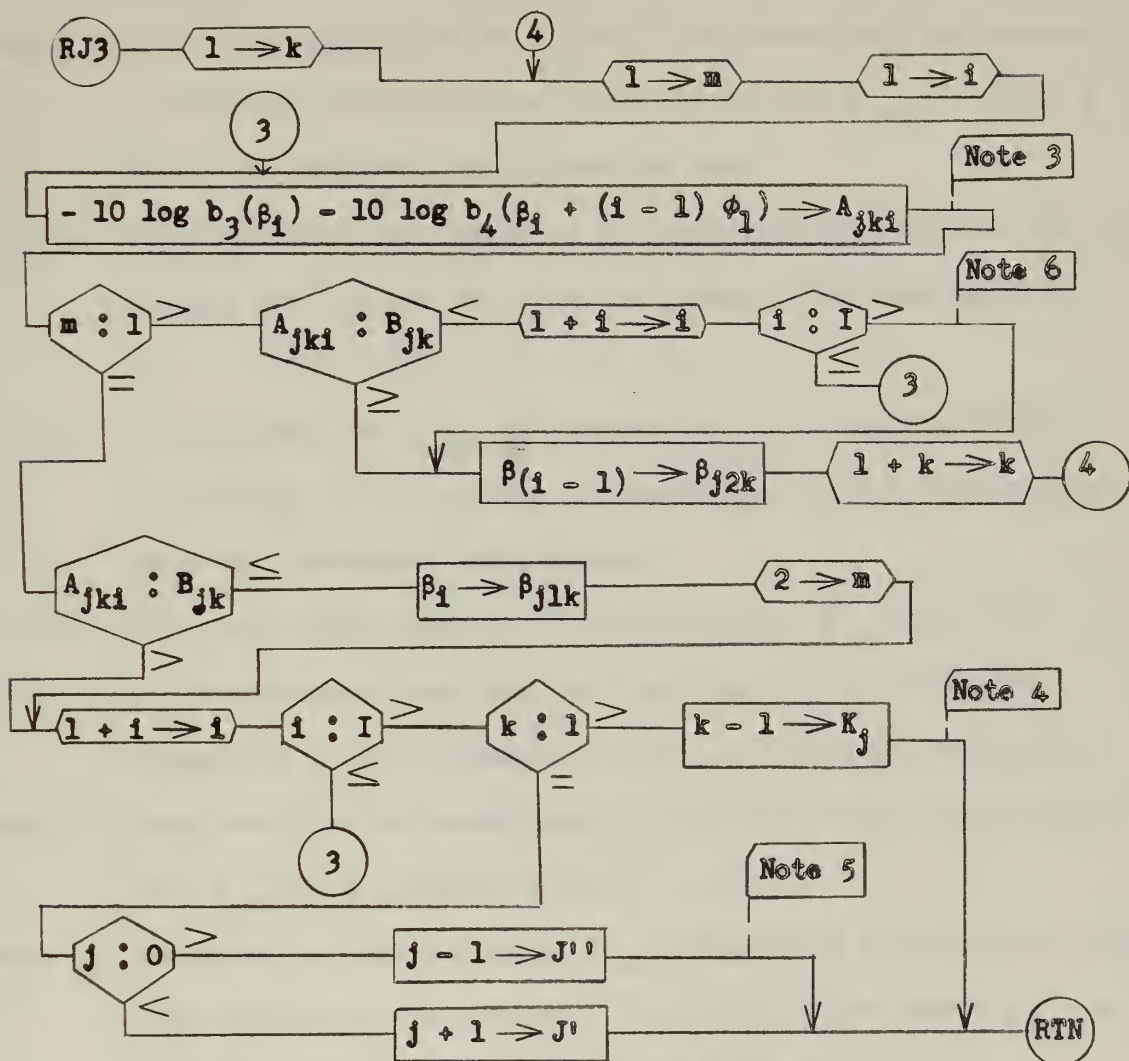 RJ3 1 → k 4 1 → m 1 → i
3
Note 3
- 10 log b₃(βᵢ) - 10 log b₄(βᵢ + (i - 1) ϕ₁) → Aⱼₖᵢ
Note 6
m : 1 > Aⱼₖᵢ : Bⱼₖ < 1 + i → i i : I >
= ≥ ≤ 3
β₍ᵢ ₋ ₁₎ → βⱼ₂ₖ 1 + k → k 4
Aⱼₖᵢ : Bⱼₖ ≤ βᵢ → βⱼ₁ₖ 2 → m
>
Note 4
1 + i → i i : I > k : 1 > k - 1 → Kⱼ
≤ =
3
Note 5
j : 0 > j - 1 → J''
< j + 1 → J' RTN